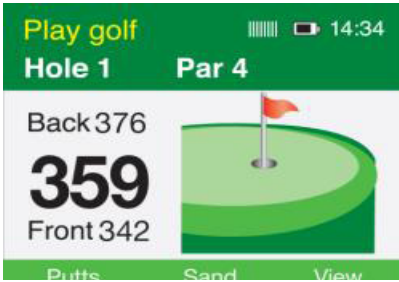 Play golf 14:34
Hole 1 Par 4
Back 376
359
Front 342
Putts Sand View